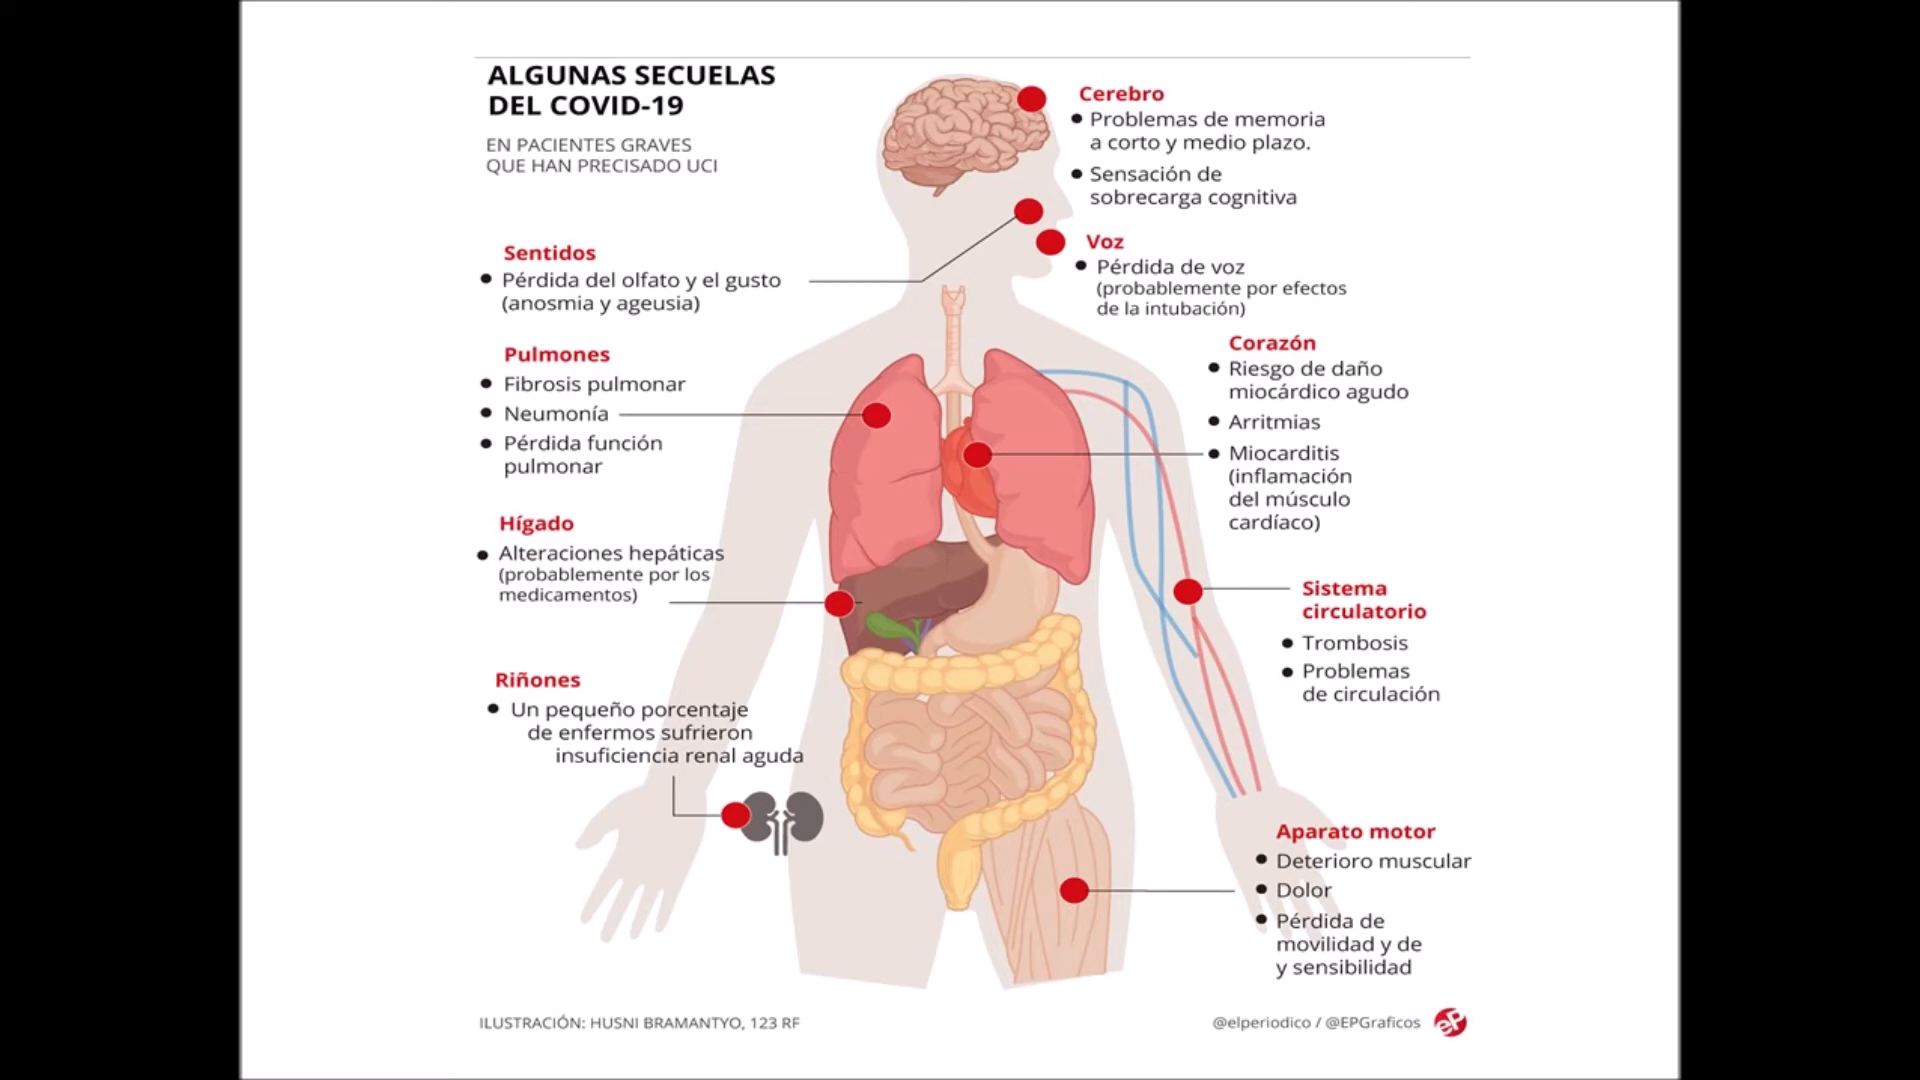 ALGUNAS SECUELAS
DEL COVID-19
EN PACIENTES GRAVES
QUE HAN PRECISADO UCI
Cerebro
• Problemas de memoria
a corto y medio plazo.
• Sensación de
sobrecarga cognitiva
Sentidos
• Pérdida del olfato y el gusto
(anosmia y ageusia)
Voz
• Pérdida de voz
(probablemente por efectos
de la intubación)
Pulmones
• Fibrosis pulmonar
• Neumonía
• Pérdida función
pulmonar
Corazón
• Riesgo de daño
miocárdico agudo
• Arritmias
• Miocarditis
(inflamación
del músculo
cardíaco)
Hígado
• Alteraciones hepáticas
(probablemente por los
medicamentos)
Sistema
circulatorio
• Trombosis
• Problemas
de circulación
Riñones
• Un pequeño porcentaje
de enfermos sufrieron
insuficiencia renal aguda
Aparato motor
• Deterioro muscular
• Dolor
• Pérdida de
movilidad y de
y sensibilidad
ILUSTRACIÓN: HUSNI BRAMANTYO, 123 RF
@elperiodico / @EPGraficos
eP